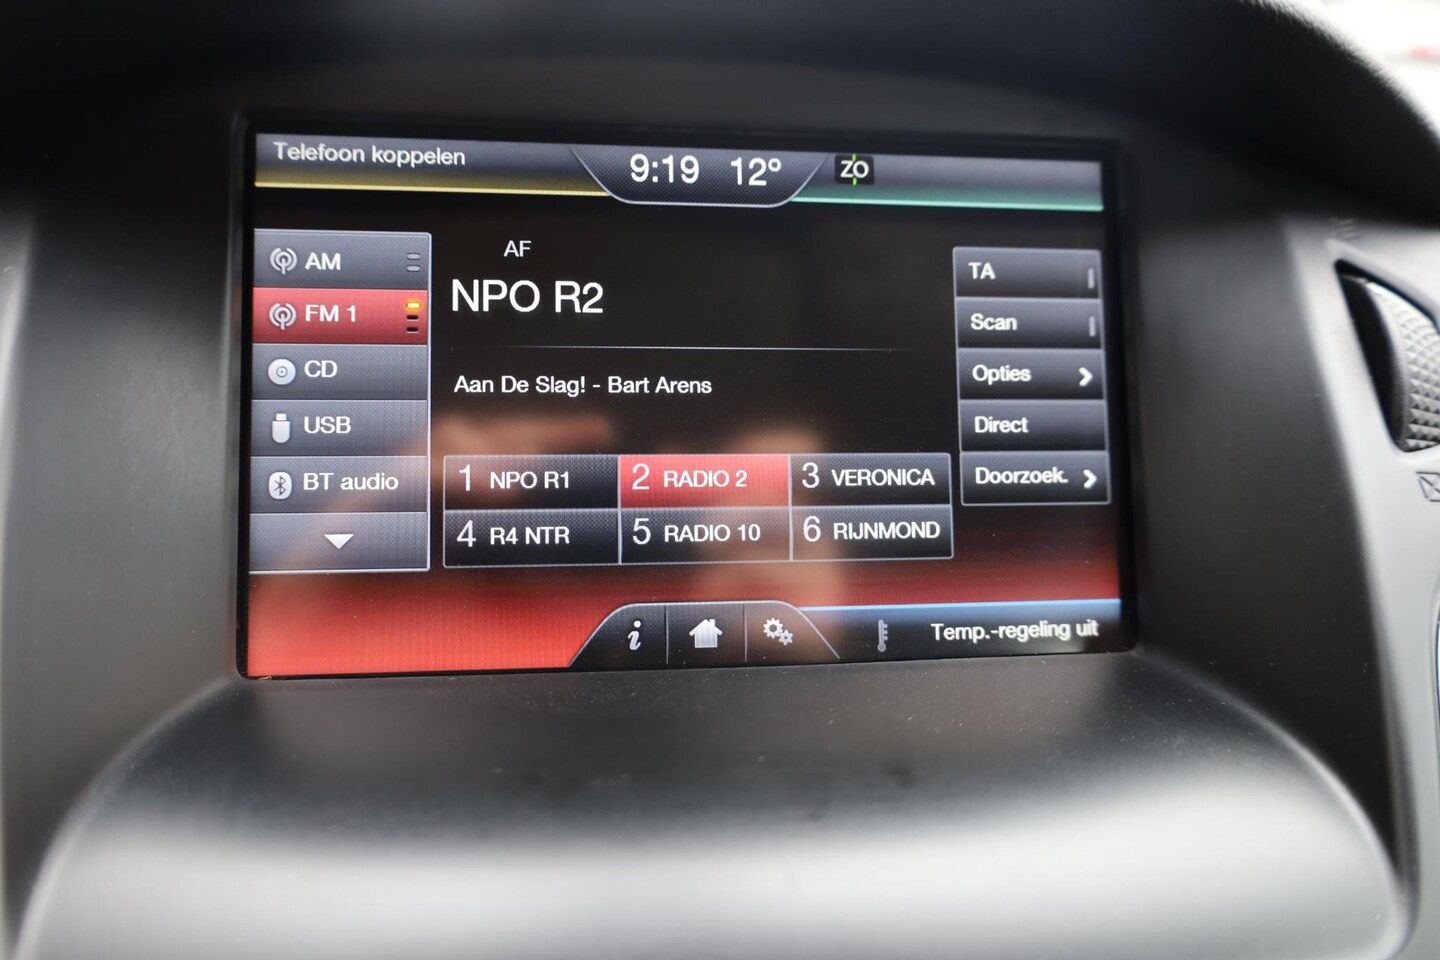 Telefoon koppelen
9:19 12° ZO
AM
FM 1
CD
USB
BT audio
AF
NPO R2
Aan De Slag! - Bart Arens
1 NPO R1
2 RADIO 2
3 VERONICA
4 R4 NTR
5 RADIO 10
6 RIJNMOND
TA
Scan
Opties
Direct
Doorzoek.
i
Temp.-regeling uit